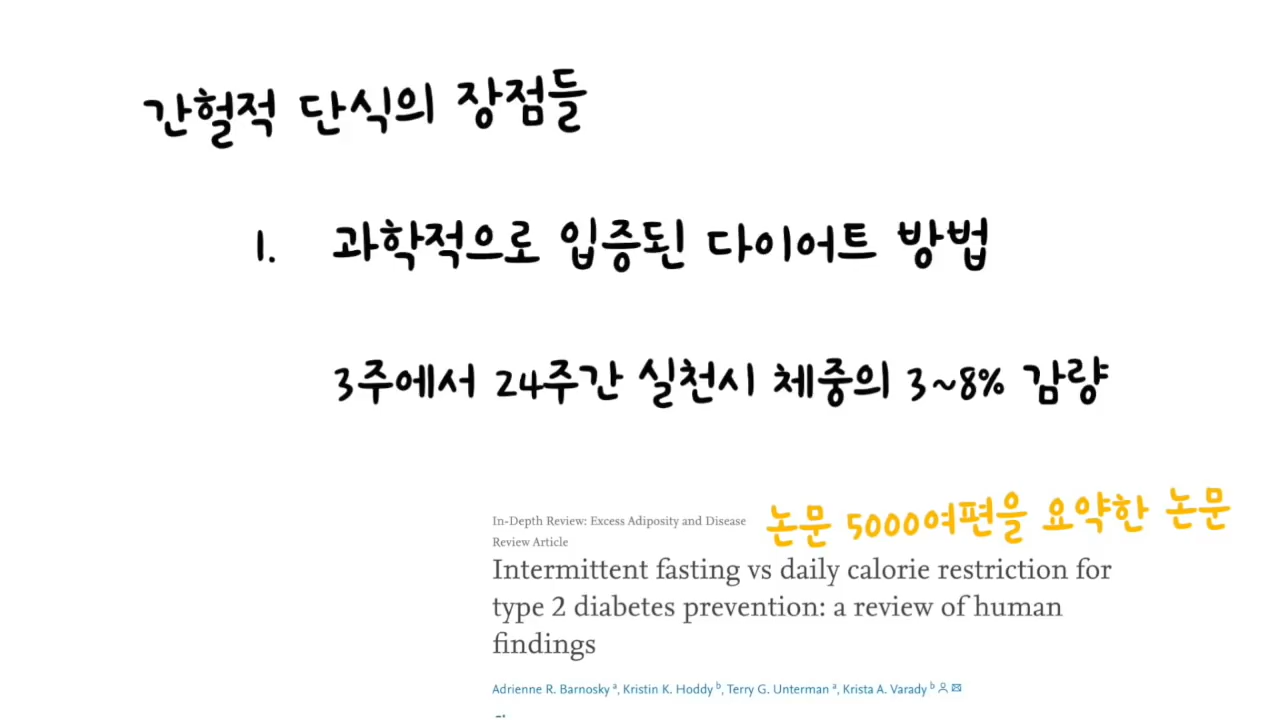 간헐적 단식의 장점들
1. 과학적으로 입증된 다이어트 방법
3주에서 24주간 실천시 체중의 3~8% 감량
논문 5000여편을 요약한 논문
In-Depth Review: Excess Adiposity and Disease
Review Article
Intermittent fasting vs daily calorie restriction for
type 2 diabetes prevention: a review of human
findings
Adrienne R. Barnosky a, Kristin K. Hoddy b, Terry G. Unterman a, Krista A. Varady b